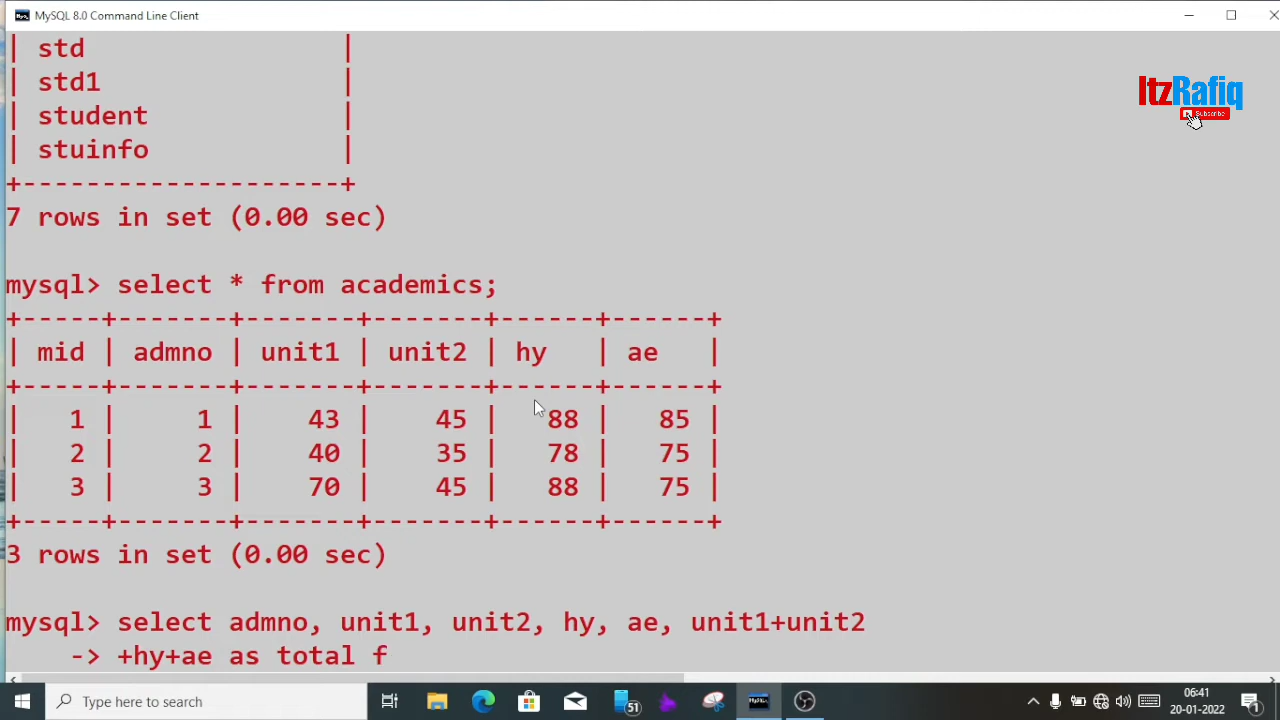 MySQL 8.0 Command Line Client
| std                 |
| std1                |
| student             |
| stuinfo             |
+---------------------+
7 rows in set (0.00 sec)
ItzRafiq
Subscribe
mysql> select * from academics;
+-----+-------+-------+-------+------+------+
| mid | admno | unit1 | unit2 | hy   | ae   |
+-----+-------+-------+-------+------+------+
|   1 |     1 |    43 |    45 |   88 |   85 |
|   2 |     2 |    40 |    35 |   78 |   75 |
|   3 |     3 |    70 |    45 |   88 |   75 |
+-----+-------+-------+-------+------+------+
3 rows in set (0.00 sec)
mysql> select admno, unit1, unit2, hy, ae, unit1+unit2
    -> +hy+ae as total f
Type here to search
51
06:41
20-01-2022
1